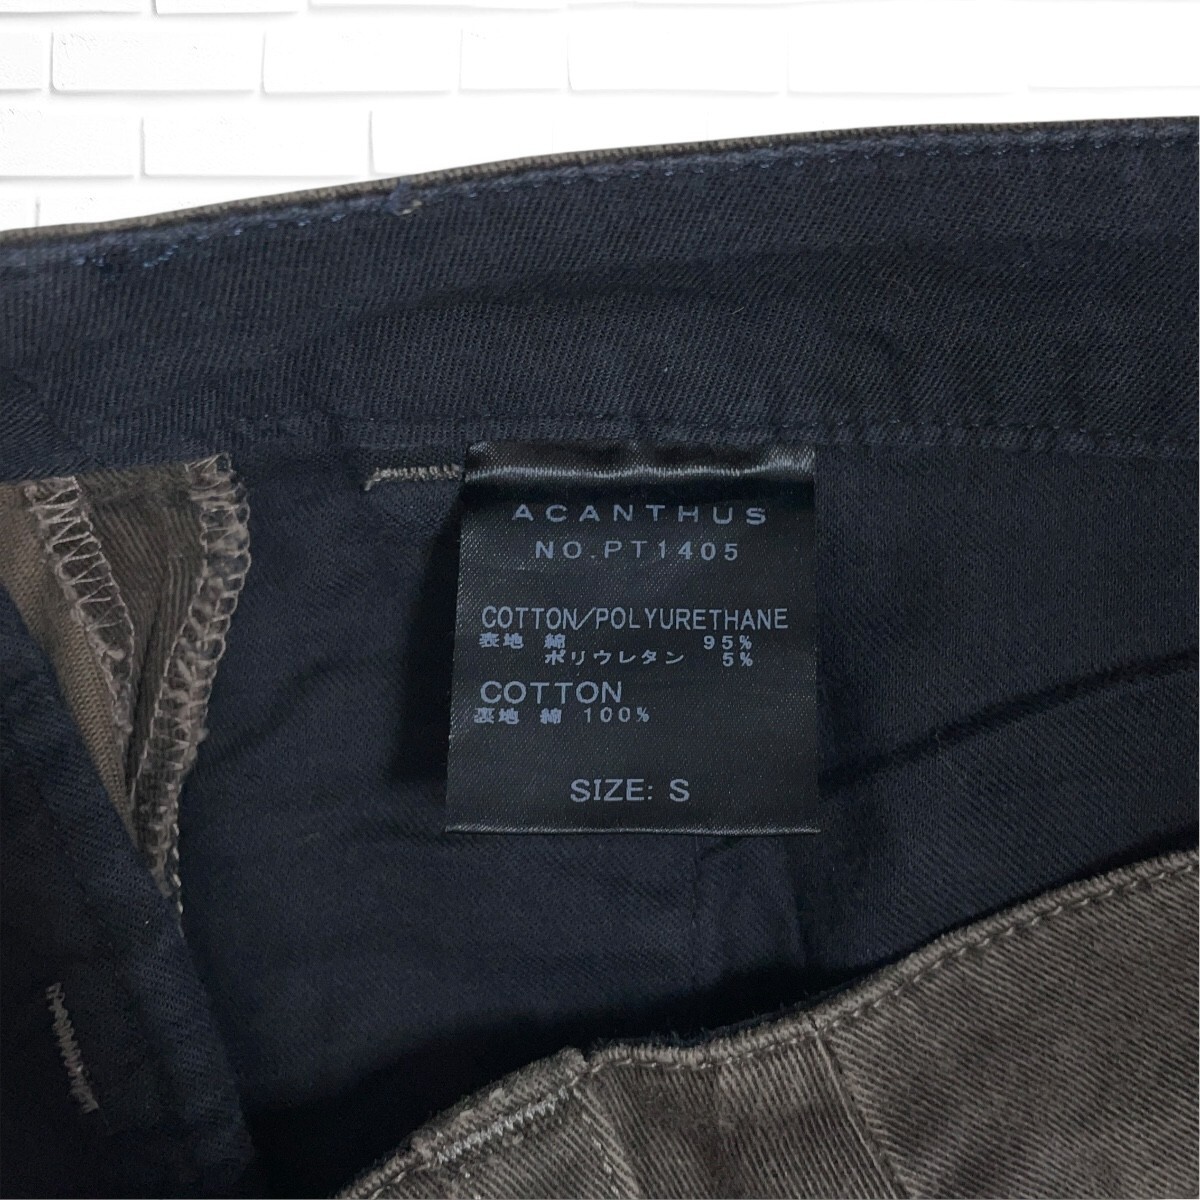 ACANTHUS
NO.PT1405
COTTON/POLYURETHANE
表地 綿 95%
ポリウレタン 5%
COTTON
裏地 綿 100%
SIZE: S